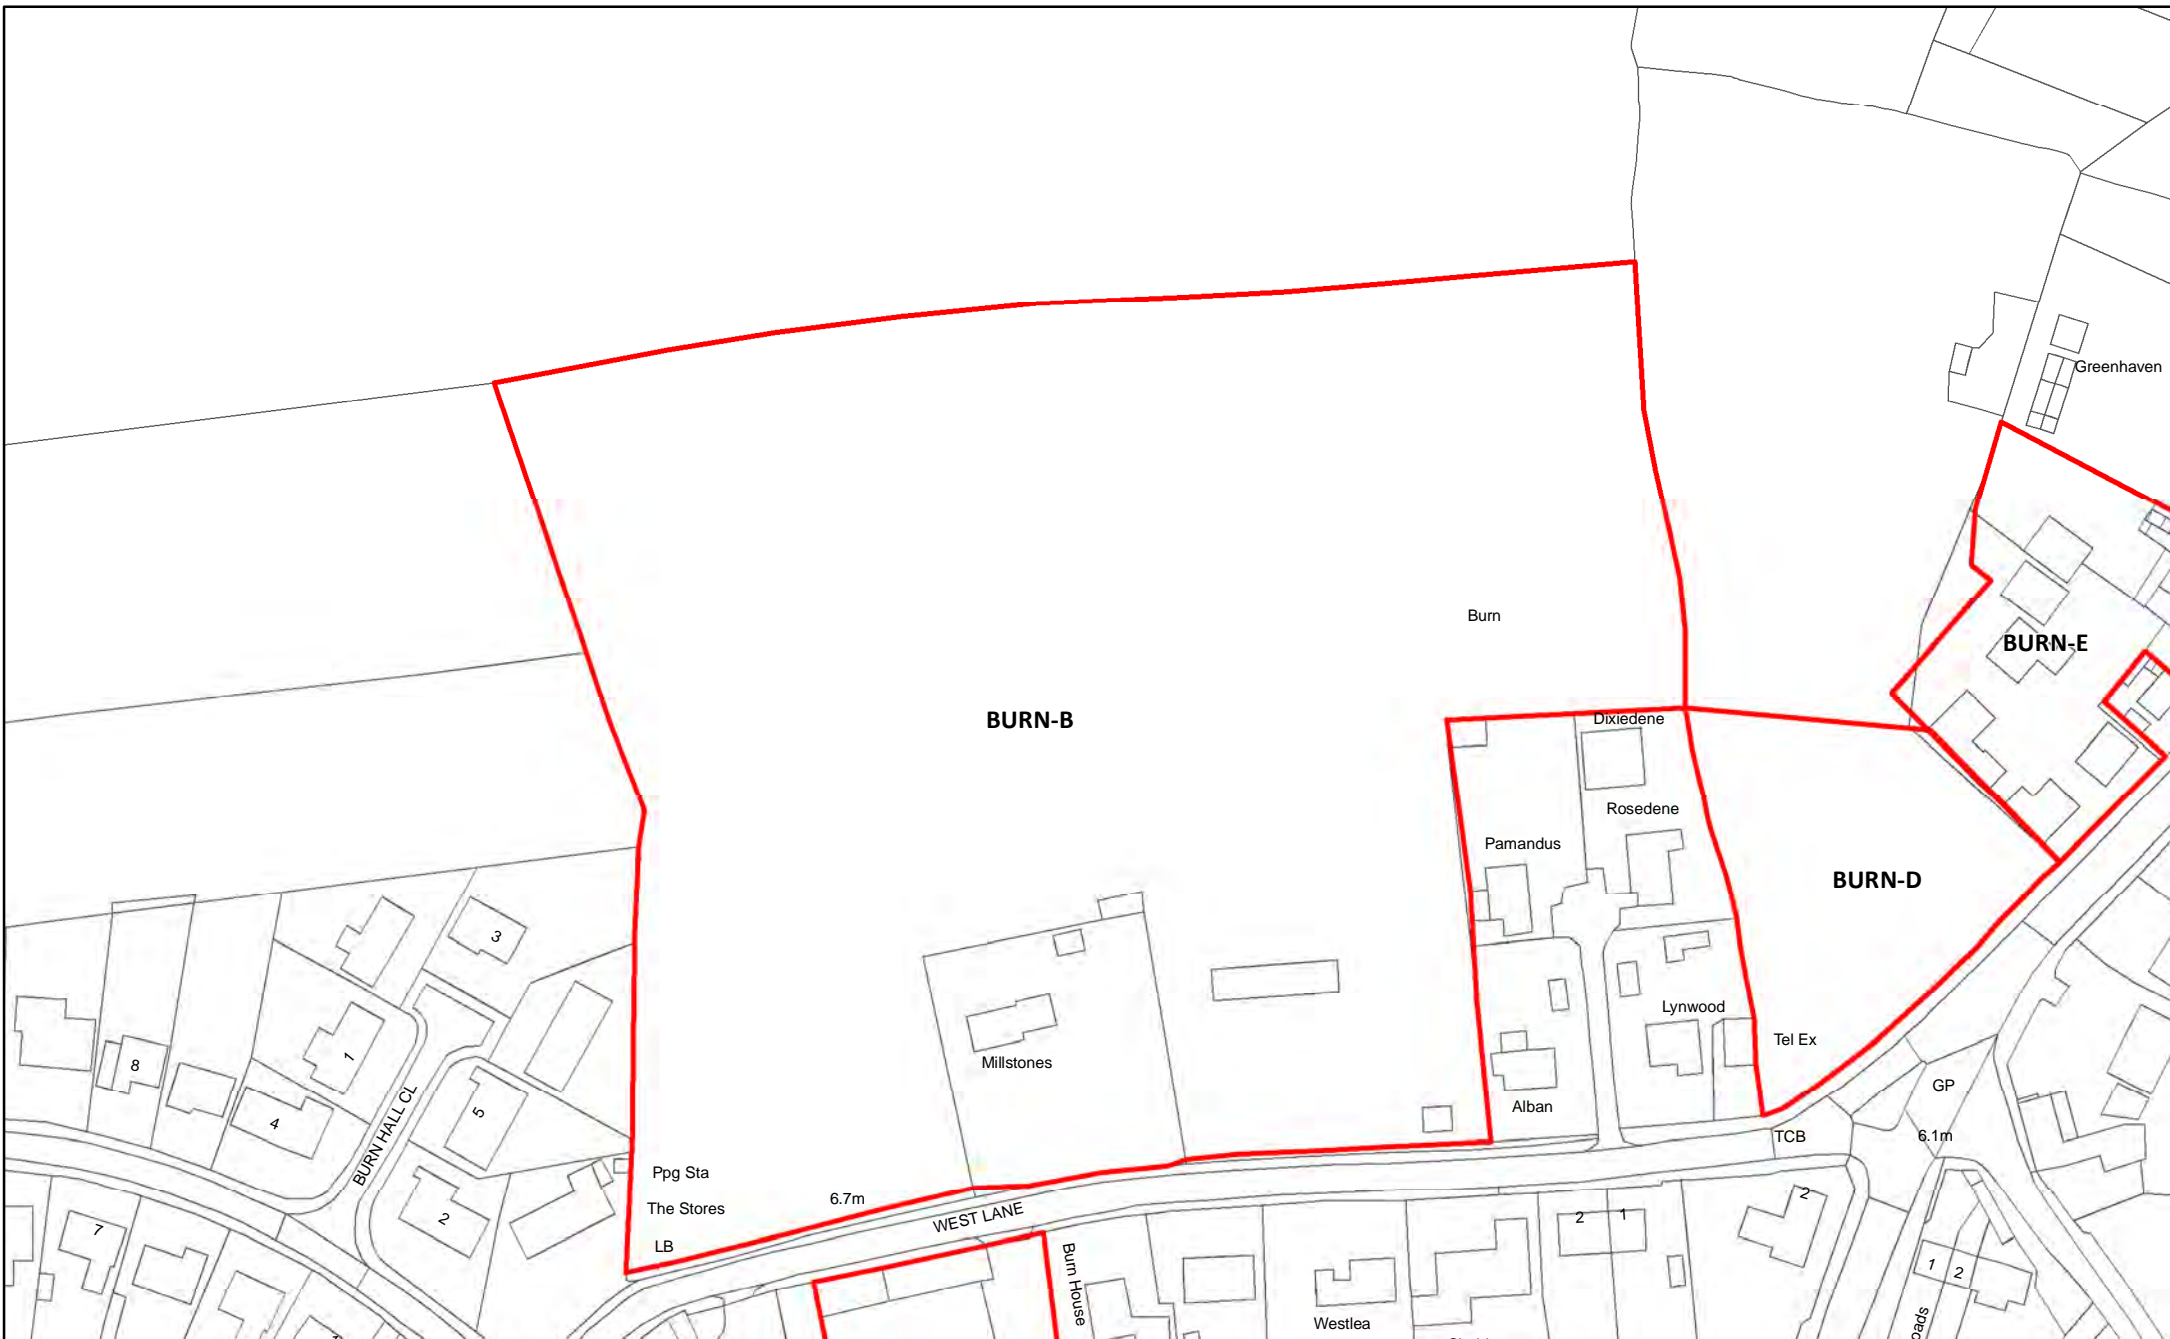 Greenhaven
Burn
BURN-E
BURN-B
Dixiedene
Rosedene
Pamandus
BURN-D
3
Lynwood
Tel Ex
1
8
Millstones
GP
BURN HALL CL
5
4
Alban
TCB
6.1m
Ppg Sta
The Stores
6.7m
WEST LANE
2
2
2
1
7
LB
Burn House
1
2
Westlea